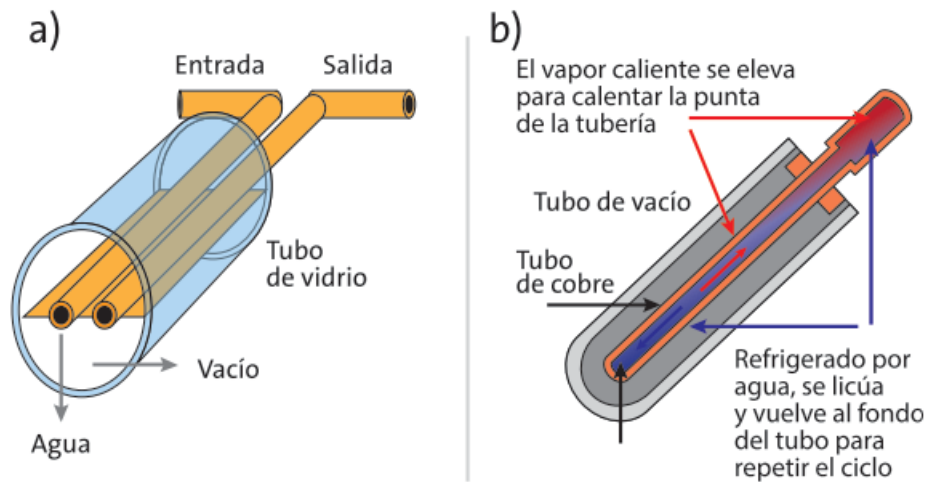 a)
Entrada
Salida
Tubo
de vidrio
Vacío
Agua
b)
El vapor caliente se eleva
para calentar la punta
de la tubería
Tubo de vacío
Tubo
de cobre
Refrigerado por
agua, se licúa
y vuelve al fondo
del tubo para
repetir el ciclo